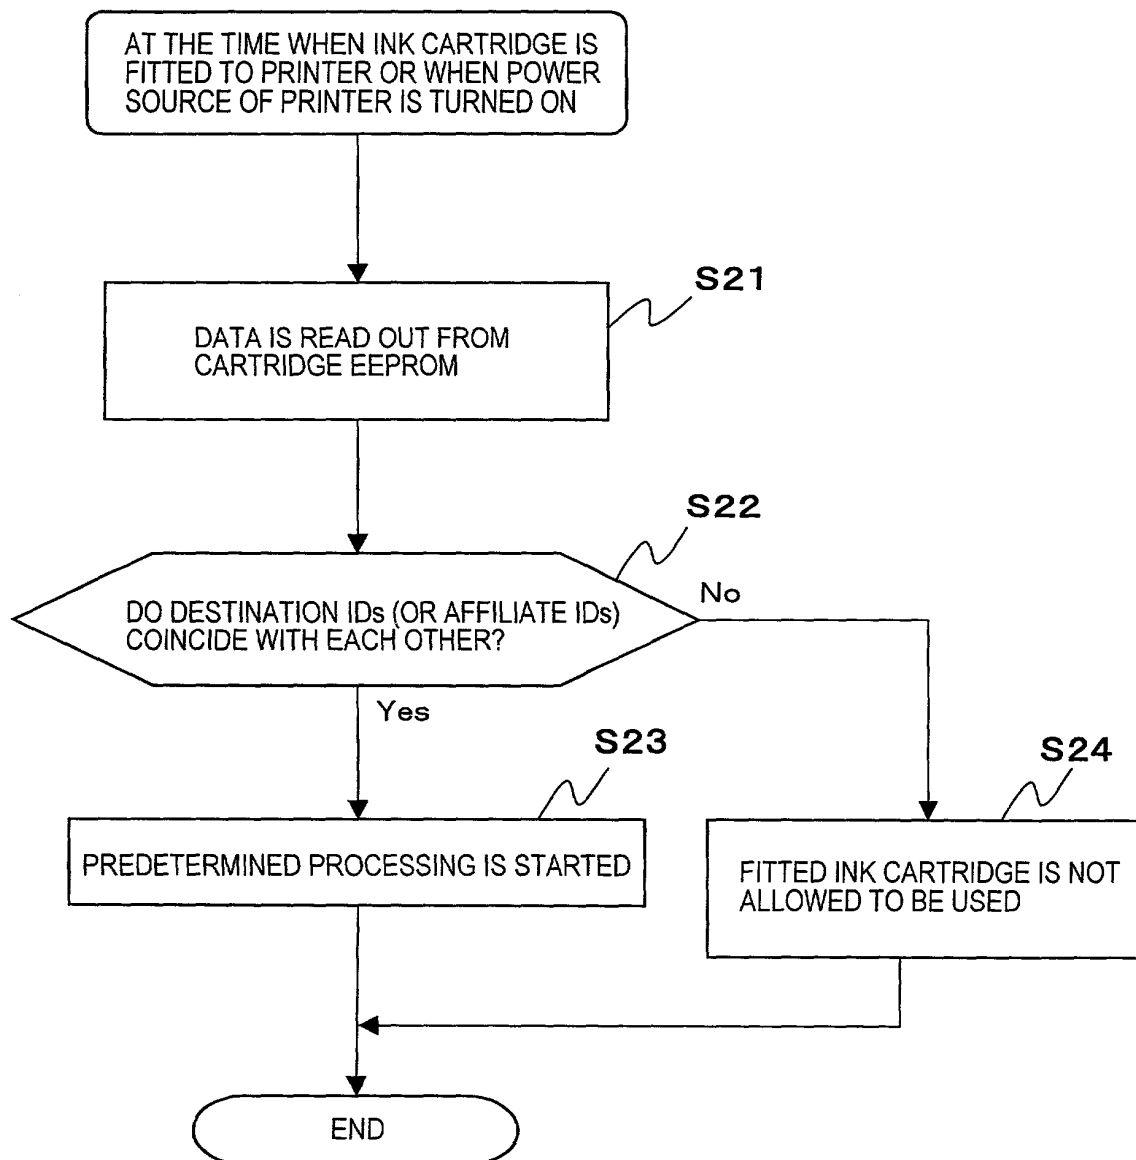 AT THE TIME WHEN INK CARTRIDGE IS
FITTED TO PRINTER OR WHEN POWER
SOURCE OF PRINTER IS TURNED ON
S21
DATA IS READ OUT FROM
CARTRIDGE EEPROM
S22
DO DESTINATION IDs (OR AFFILIATE IDs)
COINCIDE WITH EACH OTHER?
No
Yes
S23
S24
PREDETERMINED PROCESSING IS STARTED
FITTED INK CARTRIDGE IS NOT
ALLOWED TO BE USED
END